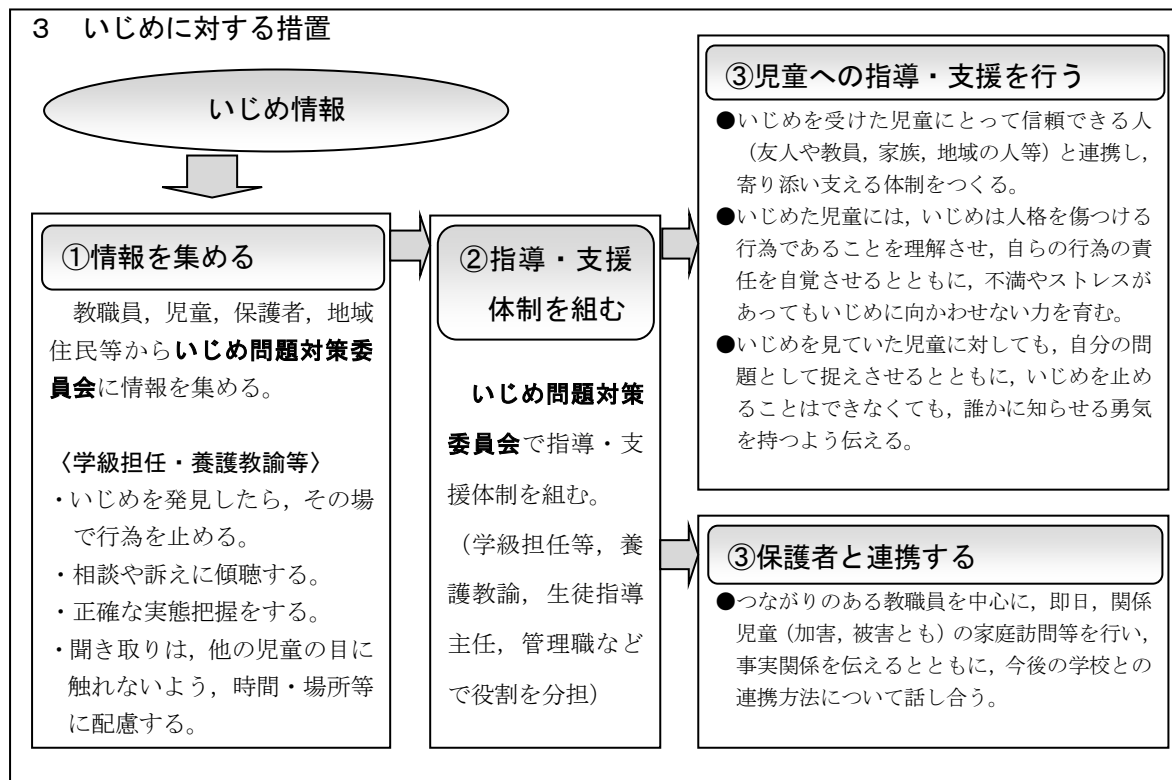 ３　いじめに対する措置
いじめ情報
①情報を集める
教職員，児童，保護者，地域
住民等からいじめ問題対策委
員会に情報を集める。
〈学級担任・養護教諭等〉
・いじめを発見したら，その場
で行為を止める。
・相談や訴えに傾聴する。
・正確な実態把握をする。
・聞き取りは，他の児童の目に
触れないよう，時間・場所等
に配慮する。
②指導・支援
体制を組む
いじめ問題対策
委員会で指導・支
援体制を組む。
（学級担任等，養
護教諭，生徒指導
主任，管理職など
で役割を分担）
③児童への指導・支援を行う
●いじめを受けた児童にとって信頼できる人
（友人や教員，家族，地域の人等）と連携し，
寄り添い支える体制をつくる。
●いじめた児童には，いじめは人格を傷つける
行為であることを理解させ，自らの行為の責
任を自覚させるとともに，不満やストレスが
あってもいじめに向かわせない力を育む。
●いじめを見ていた児童に対しても，自分の問
題として捉えさせるとともに，いじめを止め
ることはできなくても，誰かに知らせる勇気
を持つよう伝える。
③保護者と連携する
●つながりのある教職員を中心に，即日，関係
児童（加害，被害とも）の家庭訪問等を行い，
事実関係を伝えるとともに，今後の学校との
連携方法について話し合う。